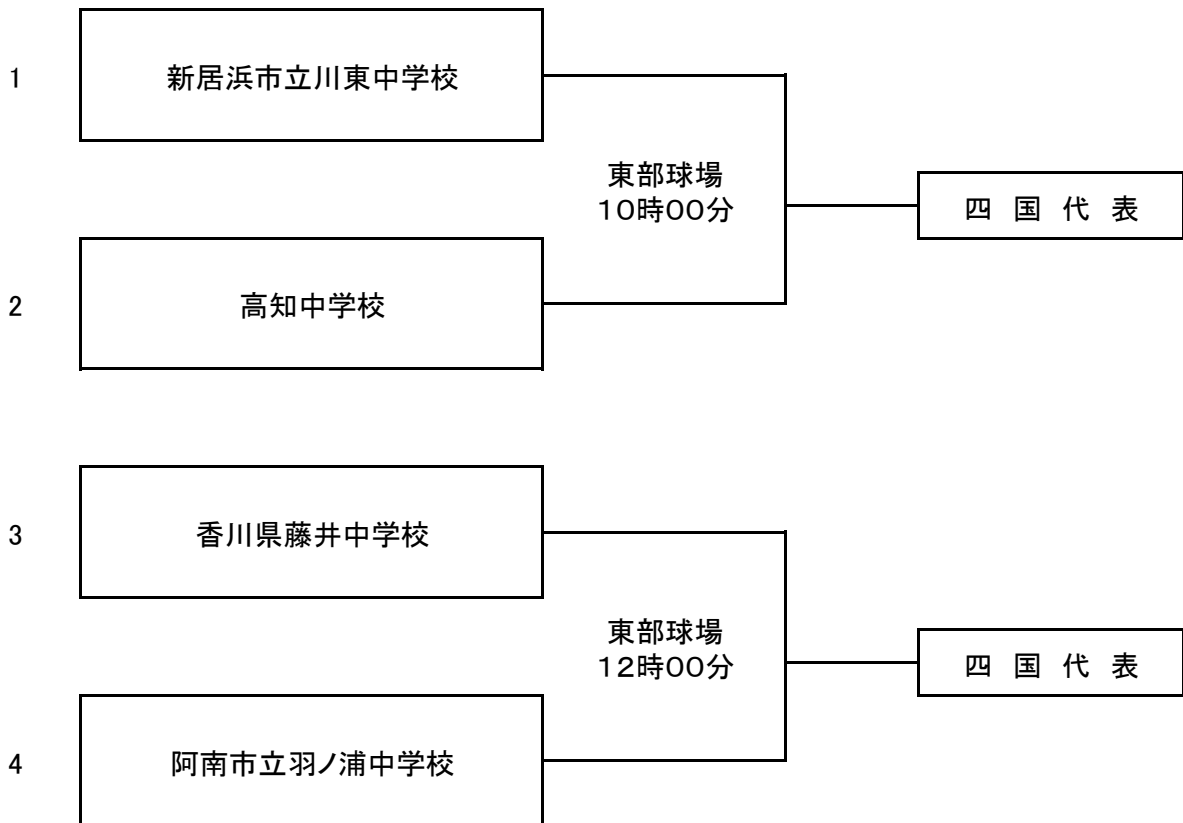 1
新居浜市立川東中学校
東部球場
10時00分
四国代表
2
高知中学校
3
香川県藤井中学校
東部球場
12時00分
四国代表
4
阿南市立羽ノ浦中学校